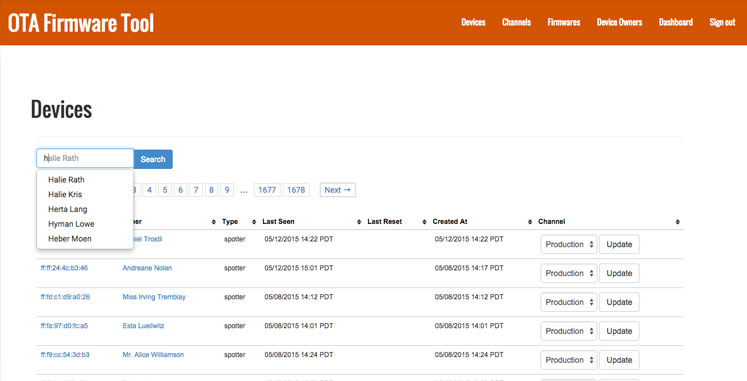 OTA Firmware Tool
Devices Channels Firmwares Device Owners Dashboard Sign out
Devices
halie Rath Search
Halie Rath
Halie Kris
Herta Lang
Hyman Lowe
Heber Moen
3 4 5 6 7 8 9 ... 1677 1678 Next →
Type Last Seen Last Reset Created At Channel
Trostl spotter 05/12/2015 14:22 PDT 05/12/2015 14:22 PDT Production Update
ff:ff:24:4c:b3:46 Andreane Nolan spotter 05/12/2015 15:01 PDT 05/08/2015 14:17 PDT Production Update
ff:fd:c1:d9:a0:26 Miss Irving Tremblay spotter 05/08/2015 14:12 PDT 05/08/2015 14:12 PDT Production Update
ff:fa:97:d0:fc:a5 Esta Lueilwitz spotter 05/08/2015 14:01 PDT 05/08/2015 14:01 PDT Production Update
ff:f9:cc:54:3d:b3 Mr. Alice Williamson spotter 05/08/2015 14:24 PDT 05/08/2015 14:24 PDT Production Update